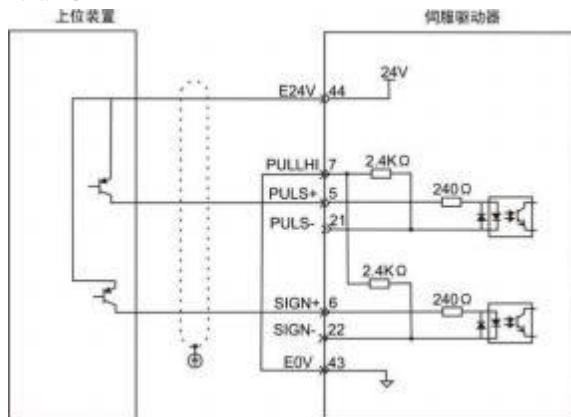 上位装置
伺服驱动器
24V
E24V 44
PULLHI 7
2.4KΩ
PULS+ 5
240Ω
PULS- 21
2.4KΩ
SIGN+ 6
240Ω
SIGN- 22
E0V 43